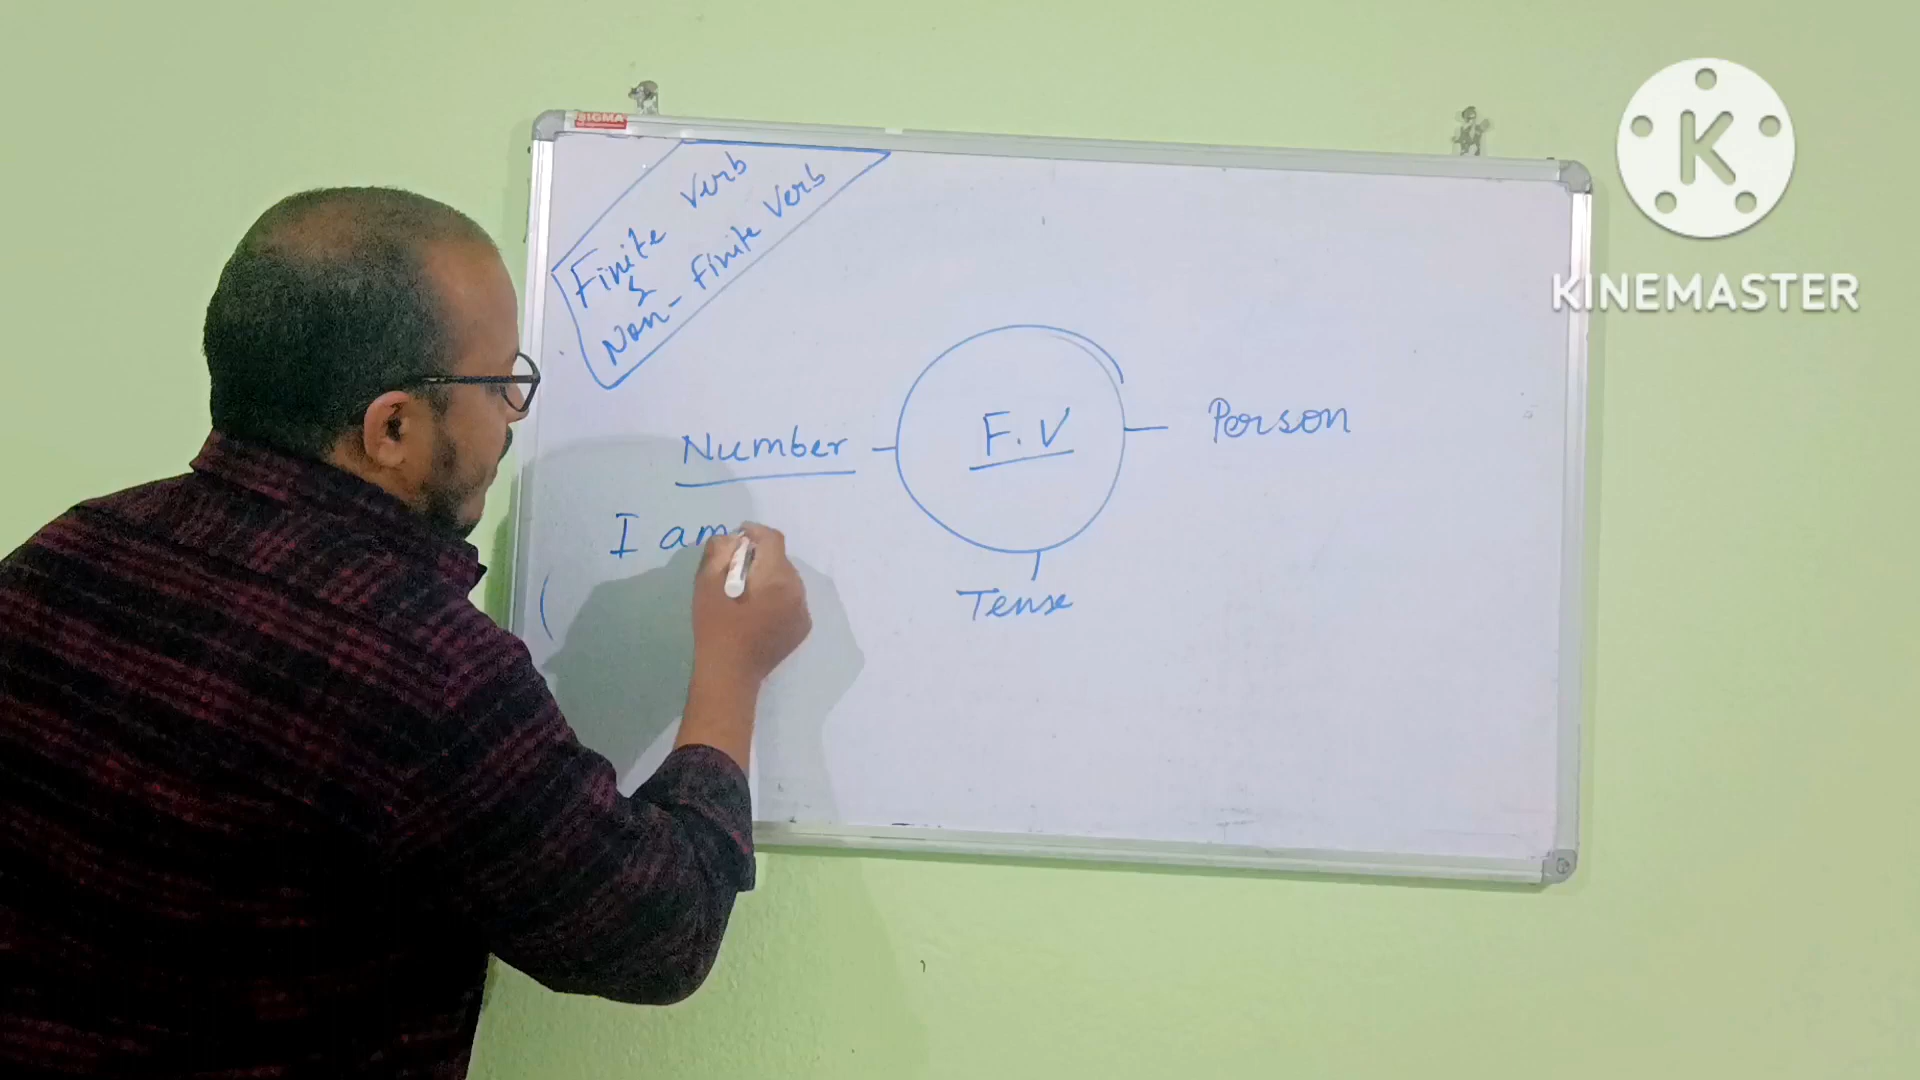 SIGMA
Finite Verb
&
Non-Finite Verb
Number
F.V
Person
I am
(
Tense
K
KINEMASTER